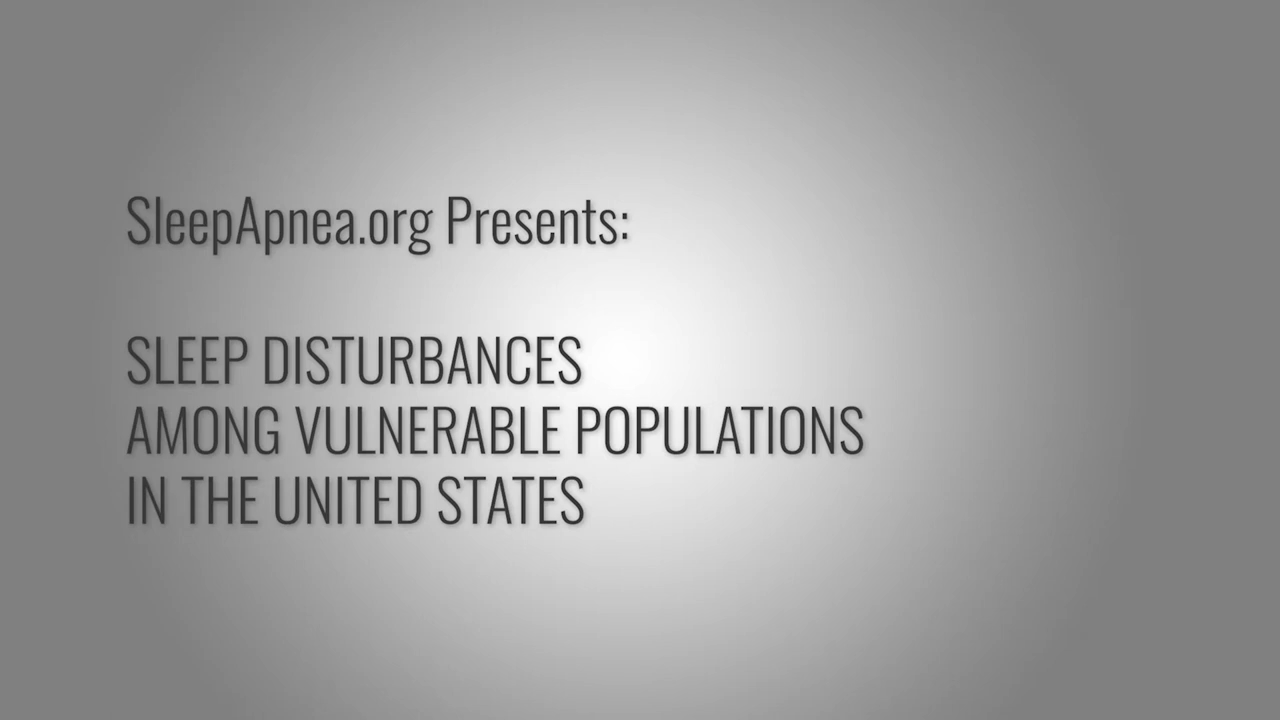 SleepApnea.org Presents:
SLEEP DISTURBANCES
AMONG VULNERABLE POPULATIONS
IN THE UNITED STATES